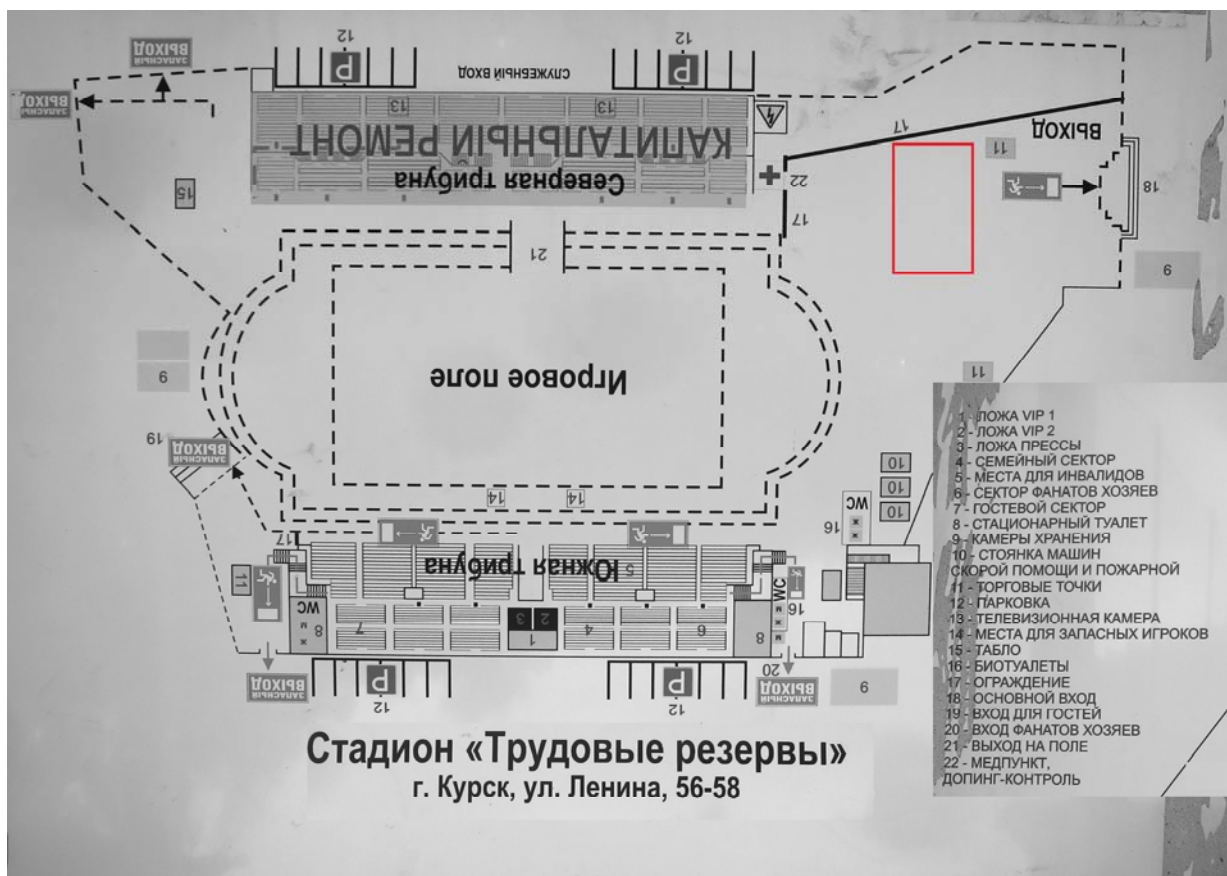 12
12
ЗАПАСНЫЙ
ВЫХОД
P
P
СЛУЖЕБНЫЙ ВХОД
ЗАПАСНЫЙ
ВЫХОД
13
13
17
ВЫХОД
КАПИТАЛЬНЫЙ РЕМОНТ
11
Северная трибуна
22
15
18
17
21
9
9
Игровое поле
11
19
ЗАПАСНЫЙ
ВЫХОД
10
10
10
14
14
WC
16
17
Южная трибуна
5
11
WC
м
ж
8
7
3
2
1
4
6
8
WC
ж
м
16
ЗАПАСНЫЙ
ВЫХОД
P
12
P
12
20
ЗАПАСНЫЙ
ВЫХОД
9
1 - ЛОЖА VIP 1
2 - ЛОЖА VIP 2
3 - ЛОЖА ПРЕССЫ
4 - СЕМЕЙНЫЙ СЕКТОР
5 - МЕСТА ДЛЯ ИНВАЛИДОВ
6 - СЕКТОР ФАНАТОВ ХОЗЯЕВ
7 - ГОСТЕВОЙ СЕКТОР
8 - СТАЦИОНАРНЫЙ ТУАЛЕТ
9 - КАМЕРЫ ХРАНЕНИЯ
10 - СТОЯНКА МАШИН
СКОРОЙ ПОМОЩИ И ПОЖАРНОЙ
11 - ТОРГОВЫЕ ТОЧКИ
12 - ПАРКОВКА
13 - ТЕЛЕВИЗИОННАЯ КАМЕРА
14 - МЕСТА ДЛЯ ЗАПАСНЫХ ИГРОКОВ
15 - ТАБЛО
16 - БИОТУАЛЕТЫ
17 - ОГРАЖДЕНИЕ
18 - ОСНОВНОЙ ВХОД
19 - ВХОД ДЛЯ ГОСТЕЙ
20 - ВХОД ФАНАТОВ ХОЗЯЕВ
21 - ВЫХОД НА ПОЛЕ
22 - МЕДПУНКТ,
ДОПИНГ-КОНТРОЛЬ
Стадион «Трудовые резервы»
г. Курск, ул. Ленина, 56-58